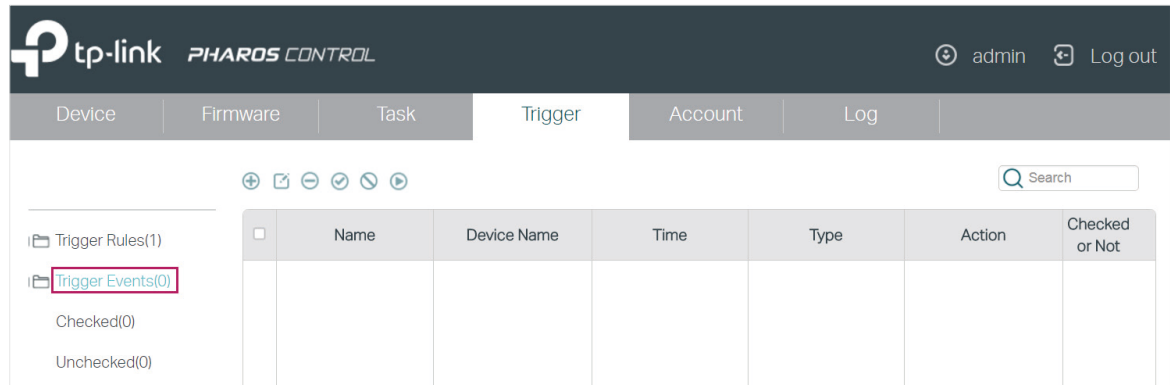 tp-link PHAROS CONTROL admin Log out
Device Firmware Task Trigger Account Log
Search
Trigger Rules(1)
Trigger Events(0)
Checked(0)
Unchecked(0)
Name Device Name Time Type Action Checked
or Not